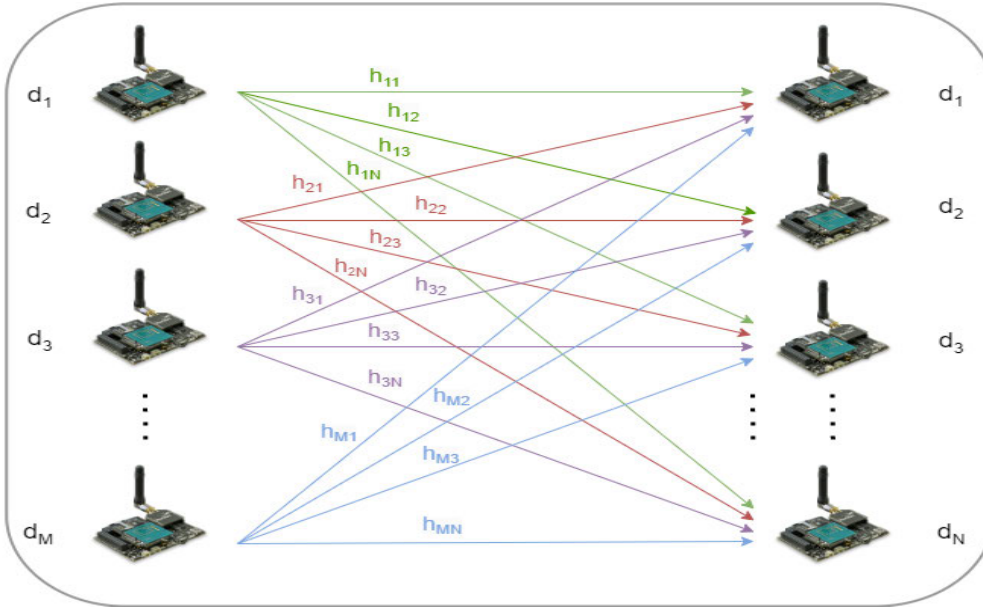 d₁
h₁₁
d₁
h₁₂
h₁₃
h₁N
h₂₁
d₂
h₂₂
d₂
h₂₃
h₂N
h₃₁
h₃₂
d₃
h₃₃
d₃
h₃N
hM₂
hM₁
hM₃
hMN
dM
dN